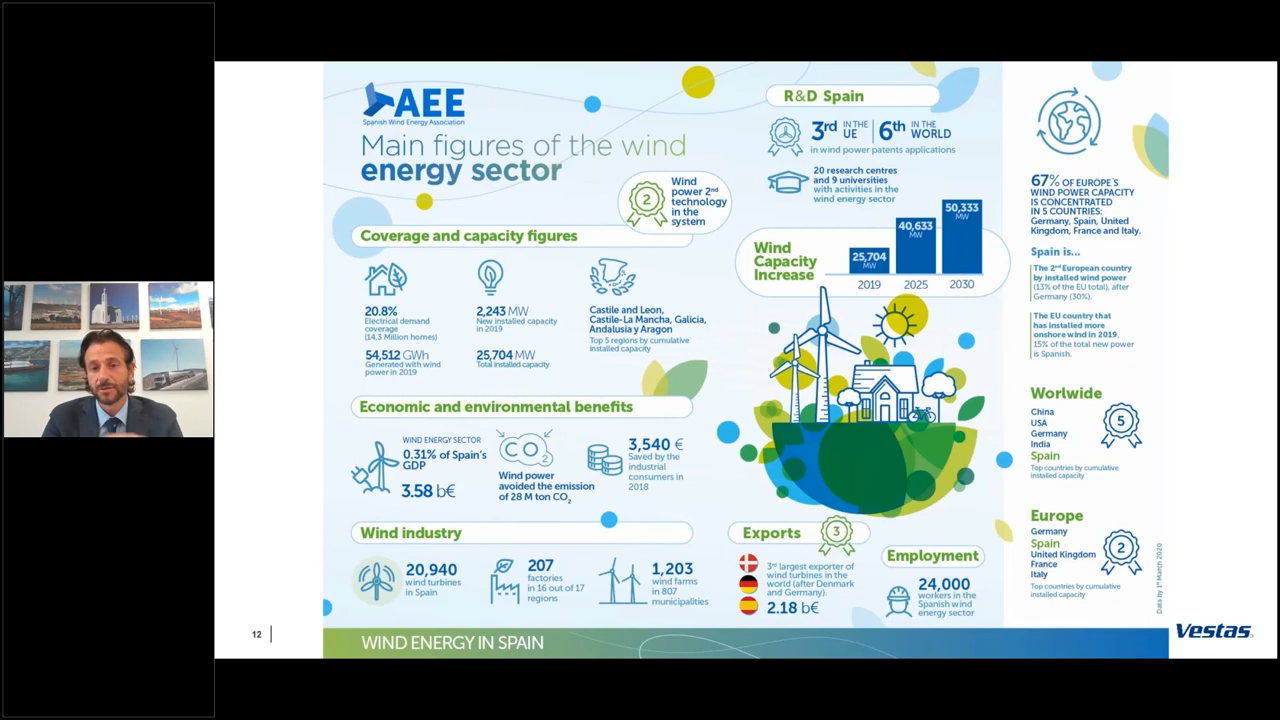 AEE
Spanish Wind Energy Association
Main figures of the wind
energy sector
2
Wind
power 2nd
technology
in the
system
Coverage and capacity figures
20.8%
Electrical demand
coverage
(14,3 Million homes)
2,243 MW
New installed capacity
in 2019
Castile and Leon,
Castile-La Mancha, Galicia,
Andalusia y Aragon
Top 5 regions by cumulative
installed capacity
54,512 GWh
Generated with wind
power in 2019
25,704 MW
Total installed capacity
Economic and environmental benefits
WIND ENERGY SECTOR
0.31% of Spain's
GDP
3.58 b€
CO2
Wind power
avoided the emission
of 28 M ton CO2
3,540 €
Saved by the
industrial
consumers in
2018
Wind industry
20,940
wind turbines
in Spain
207
factories
in 16 out of 17
regions
1,203
wind farms
in 807
municipalities
R&D Spain
3rd IN THE UE
6th IN THE WORLD
in wind power patents applications
20 research centres
and 9 universities
with activities in the
wind energy sector
Wind
Capacity
Increase
25,704
MW
40,633
MW
50,333
MW
2019 2025 2030
Exports
3
3rd largest exporter of
wind turbines in the
world (after Denmark
and Germany).
2.18 b€
Employment
24,000
workers in the
Spanish wind
energy sector
67% OF EUROPE´S
WIND POWER CAPACITY
IS CONCENTRATED
IN 5 COUNTRIES:
Germany, Spain, United
Kingdom, France and Italy.
Spain is...
The 2nd European country
by installed wind power
(13% of the EU total), after
Germany (30%).
The EU country that
has installed more
onshore wind in 2019.
15% of the total new power
is Spanish.
Worlwide
China
USA
Germany
India
Spain
5
Top countries by cumulative
installed capacity
Europe
Germany
Spain
United Kingdom
France
Italy
2
Top countries by cumulative
installed capacity
Data by 1st March 2020
12
WIND ENERGY IN SPAIN
Vestas